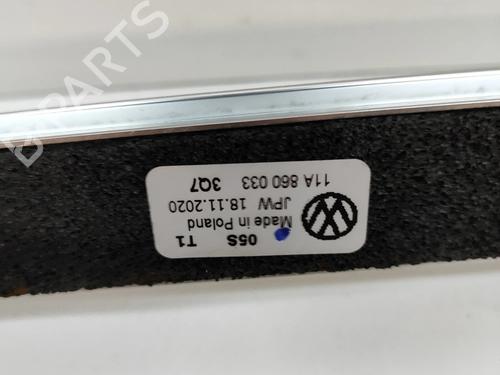 11A 860 033 3Q7
JPW 18.11.2020
Made in Poland
05S T1
B PARTS